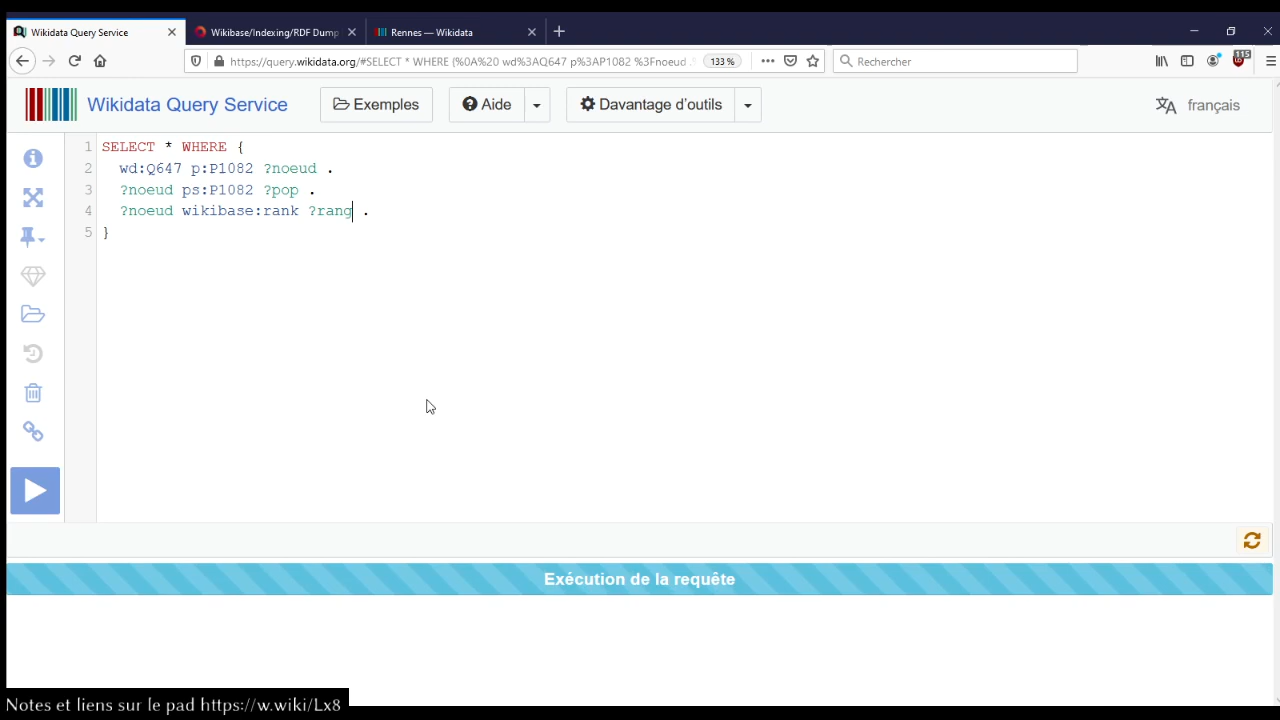 Wikidata Query Service
Wikibase/Indexing/RDF Dump
Rennes — Wikidata
https://query.wikidata.org/#SELECT * WHERE {%0A%20 wd%3AQ647 p%3AP1082 %3Fnoeud .
133 %
Rechercher
115
Wikidata Query Service
Exemples
Aide
Davantage d'outils
français
1 SELECT * WHERE {
2 wd:Q647 p:P1082 ?noeud .
3 ?noeud ps:P1082 ?pop .
4 ?noeud wikibase:rank ?rang .
5 }
Exécution de la requête
Notes et liens sur le pad https://w.wiki/Lx8